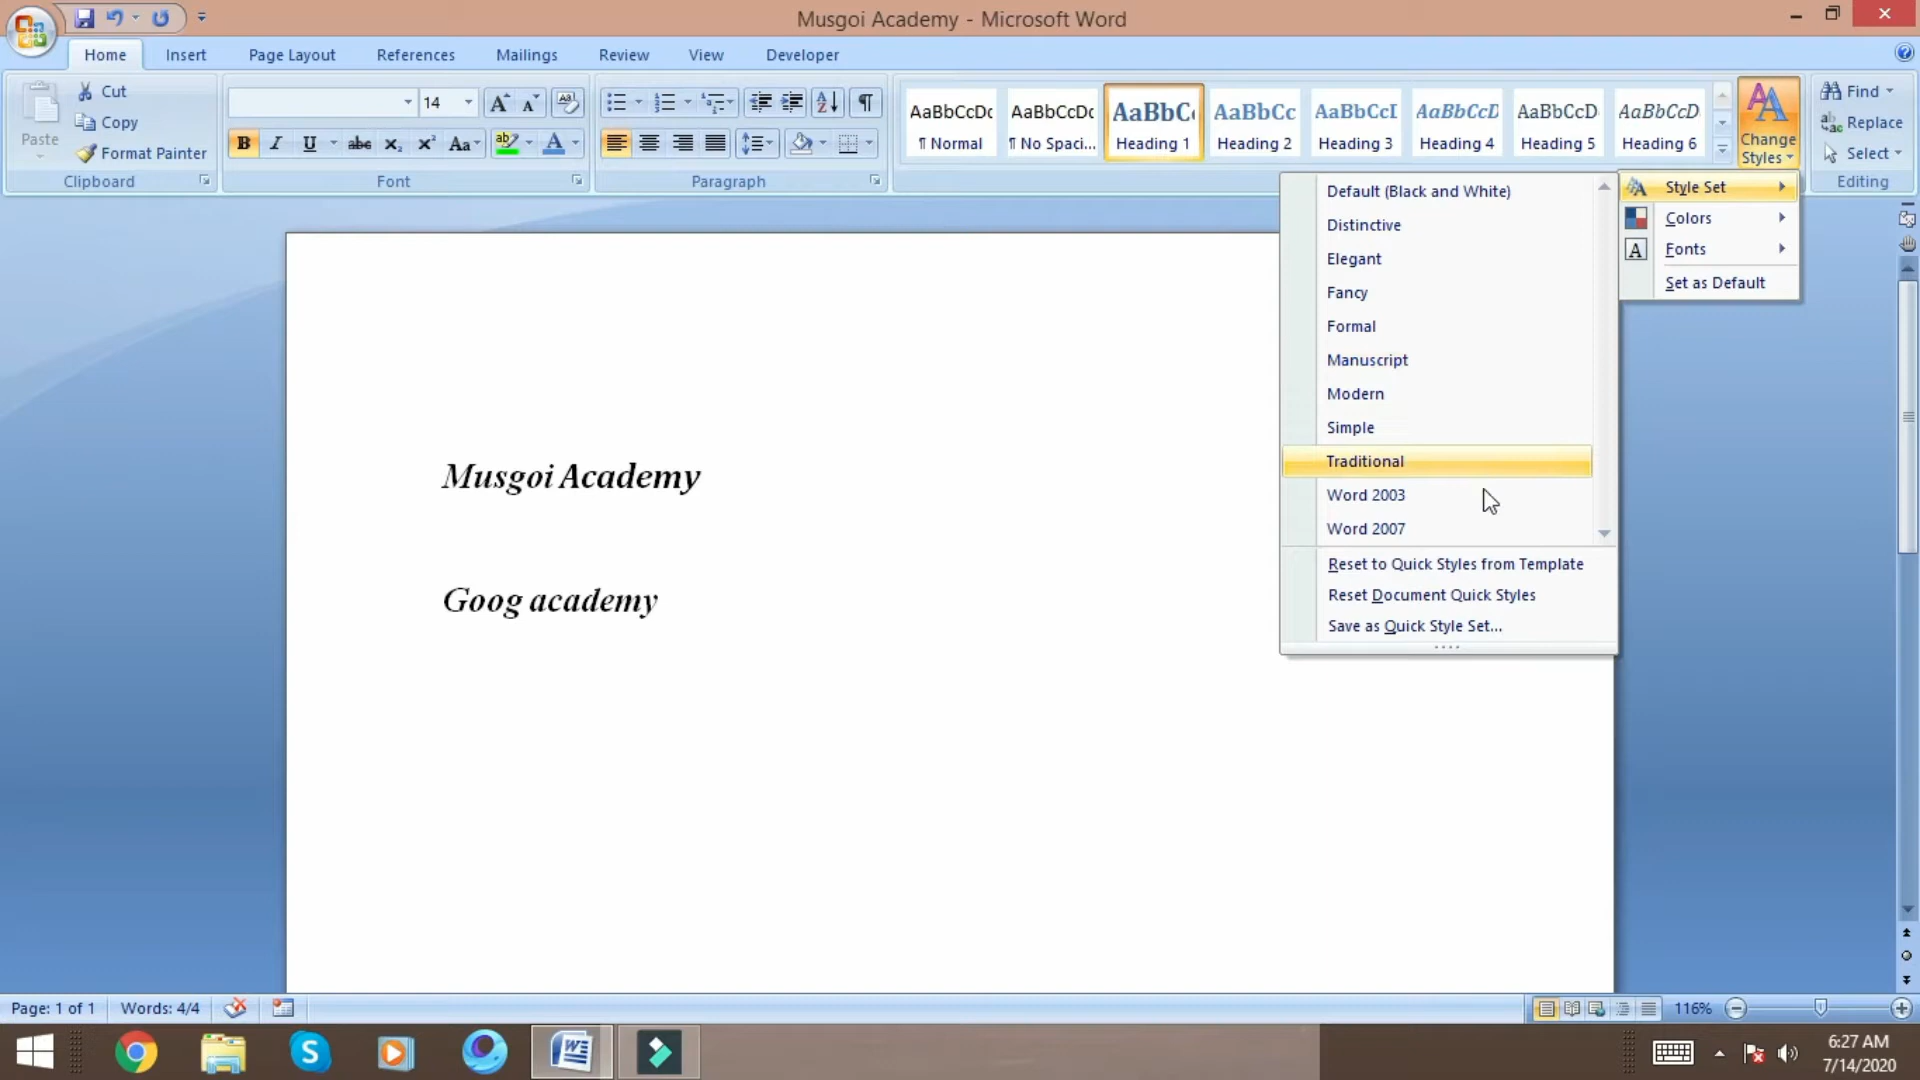 Musgoi Academy - Microsoft Word
Home Insert Page Layout References Mailings Review View Developer
Paste
Cut
Copy
Format Painter
Clipboard
14
Font
Paragraph
AaBbCcDc
¶ Normal
AaBbCcDc
¶ No Spaci...
AaBbC
Heading 1
AaBbCc
Heading 2
AaBbCcI
Heading 3
AaBbCcD
Heading 4
AaBbCcD
Heading 5
AaBbCcD
Heading 6
Change
Styles
Find
Replace
Select
Editing
Style Set
Colors
Fonts
Set as Default
Default (Black and White)
Distinctive
Elegant
Fancy
Formal
Manuscript
Modern
Simple
Traditional
Word 2003
Word 2007
Reset to Quick Styles from Template
Reset Document Quick Styles
Save as Quick Style Set...
Musgoi Academy
Goog academy
Page: 1 of 1 Words: 4/4
116%
6:27 AM
7/14/2020